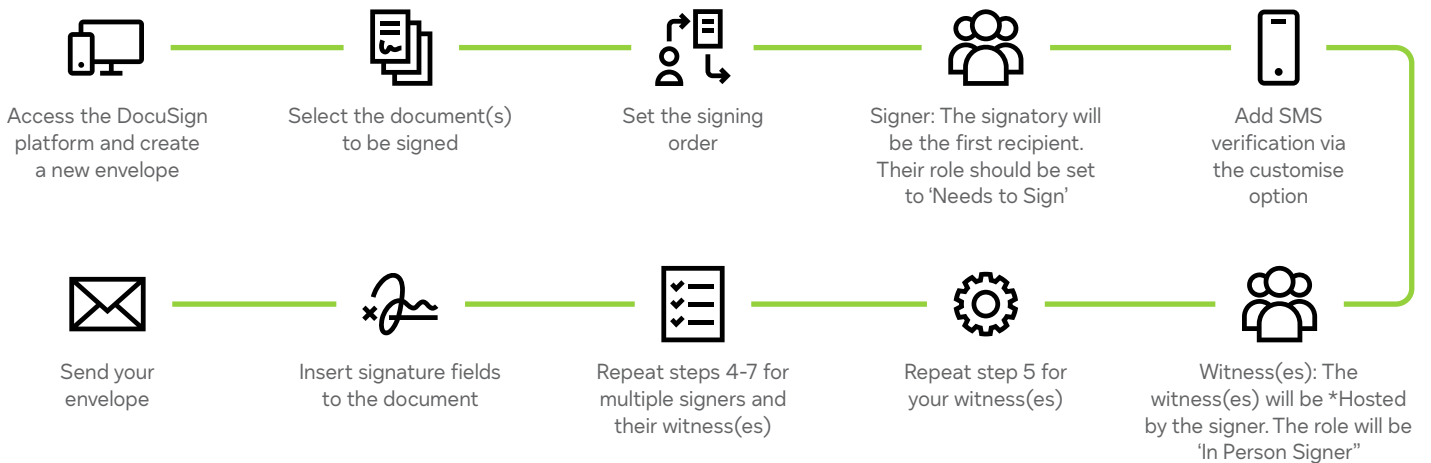 Access the DocuSign
platform and create
a new envelope
Select the document(s)
to be signed
Set the signing
order
Signer: The signatory will
be the first recipient.
Their role should be set
to ‘Needs to Sign’
Add SMS
verification via
the customise
option
Witness(es): The
witness(es) will be *Hosted
by the signer. The role will be
‘In Person Signer”
Repeat step 5 for
your witness(es)
Repeat steps 4-7 for
multiple signers and
their witness(es)
Insert signature fields
to the document
Send your
envelope